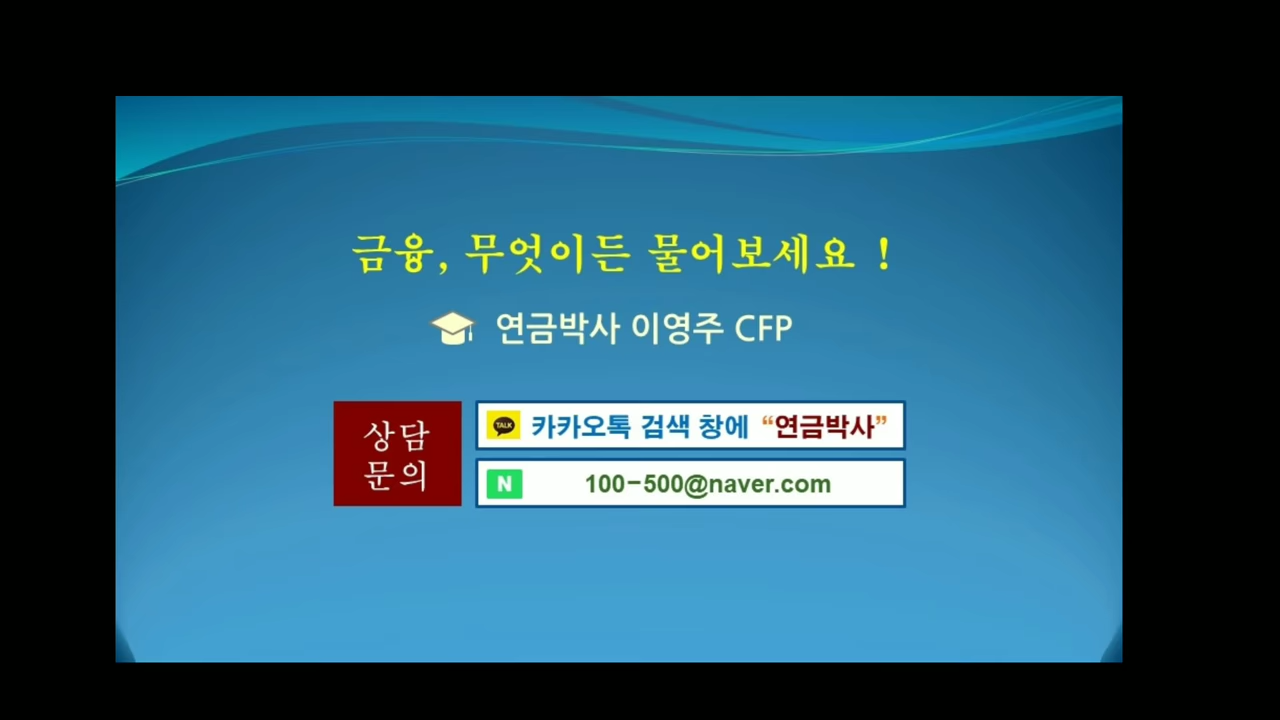 금융, 무엇이든 물어보세요 !
연금박사 이영주 CFP
상담
문의
TALK 카카오톡 검색 창에 “연금박사”
N 100-500@naver.com